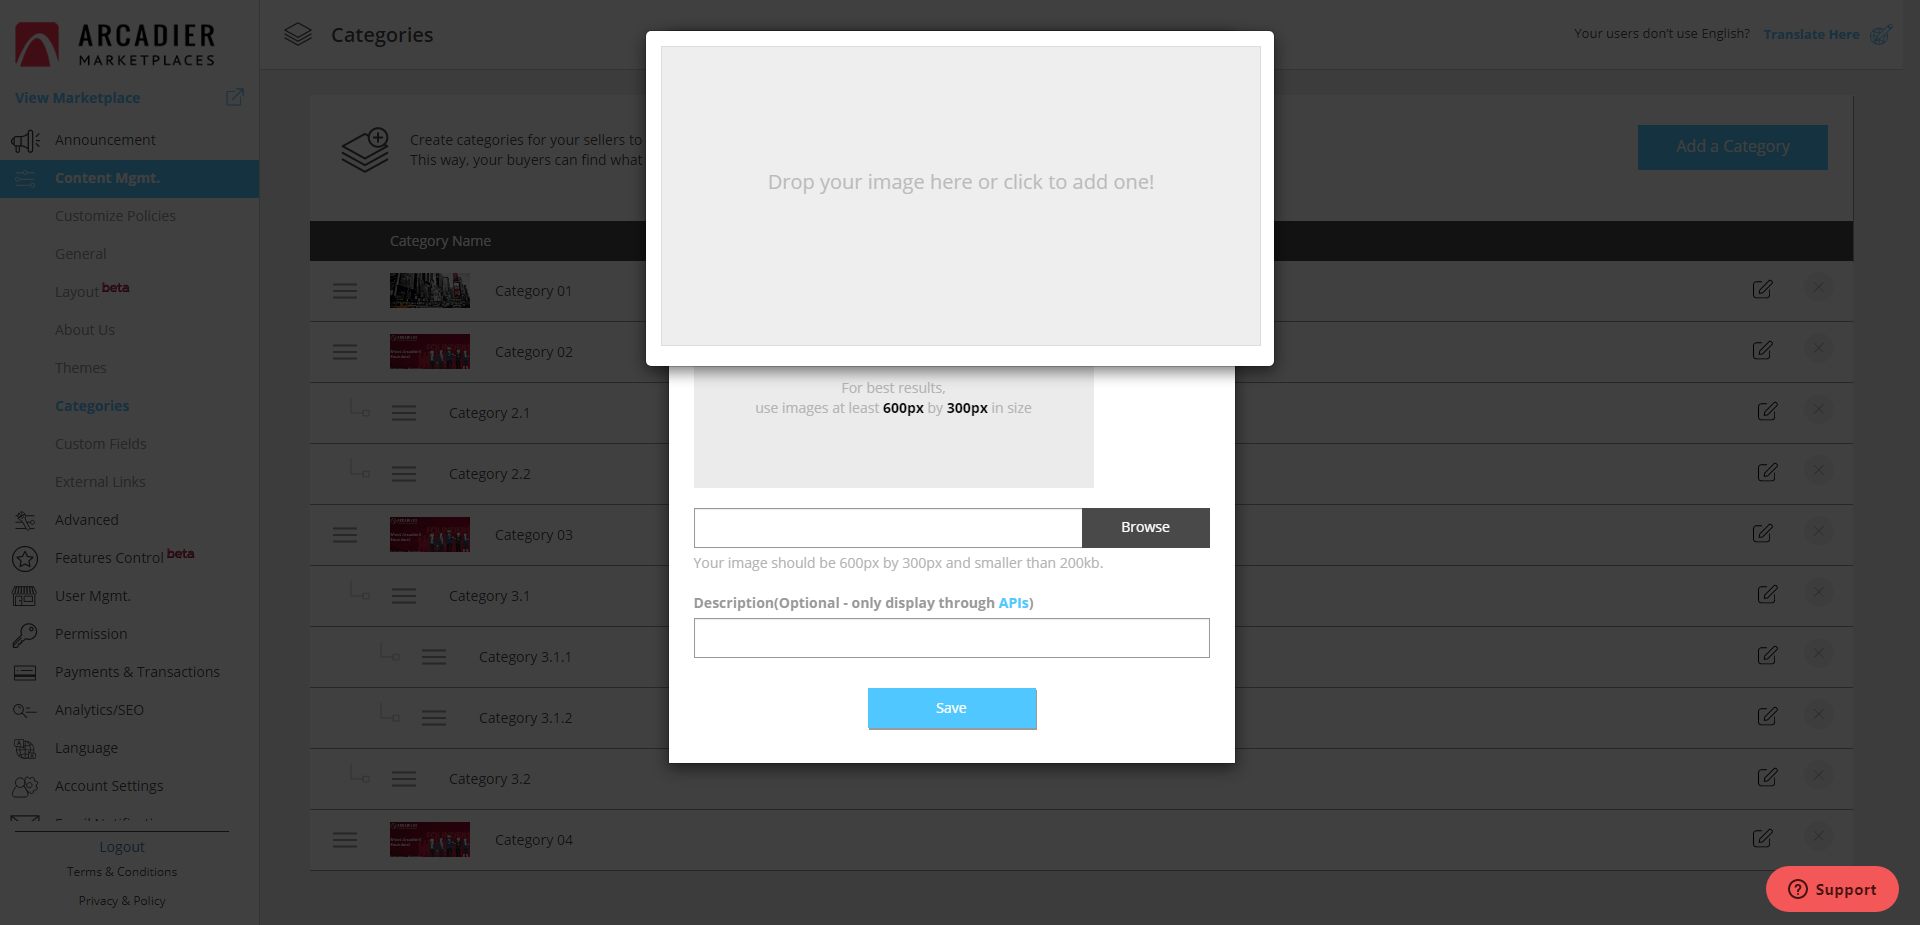 ARCADIER
MARKETPLACES
Categories
Your users don't use English? Translate Here
View Marketplace
Announcement
Content Mgmt.
Customize Policies
General
Layout beta
About Us
Themes
Categories
Custom Fields
External Links
Advanced
Features Control beta
User Mgmt.
Permission
Payments & Transactions
Analytics/SEO
Language
Account Settings
Logout
Terms & Conditions
Privacy & Policy
Create categories for your sellers to
This way, your buyers can find what
Add a Category
Category Name
Category 01
Category 02
Category 2.1
Category 2.2
Category 03
Category 3.1
Category 3.1.1
Category 3.1.2
Category 3.2
Category 04
Drop your image here or click to add one!
For best results,
use images at least 600px by 300px in size
Browse
Your image should be 600px by 300px and smaller than 200kb.
Description(Optional - only display through APIs)
Save
Support